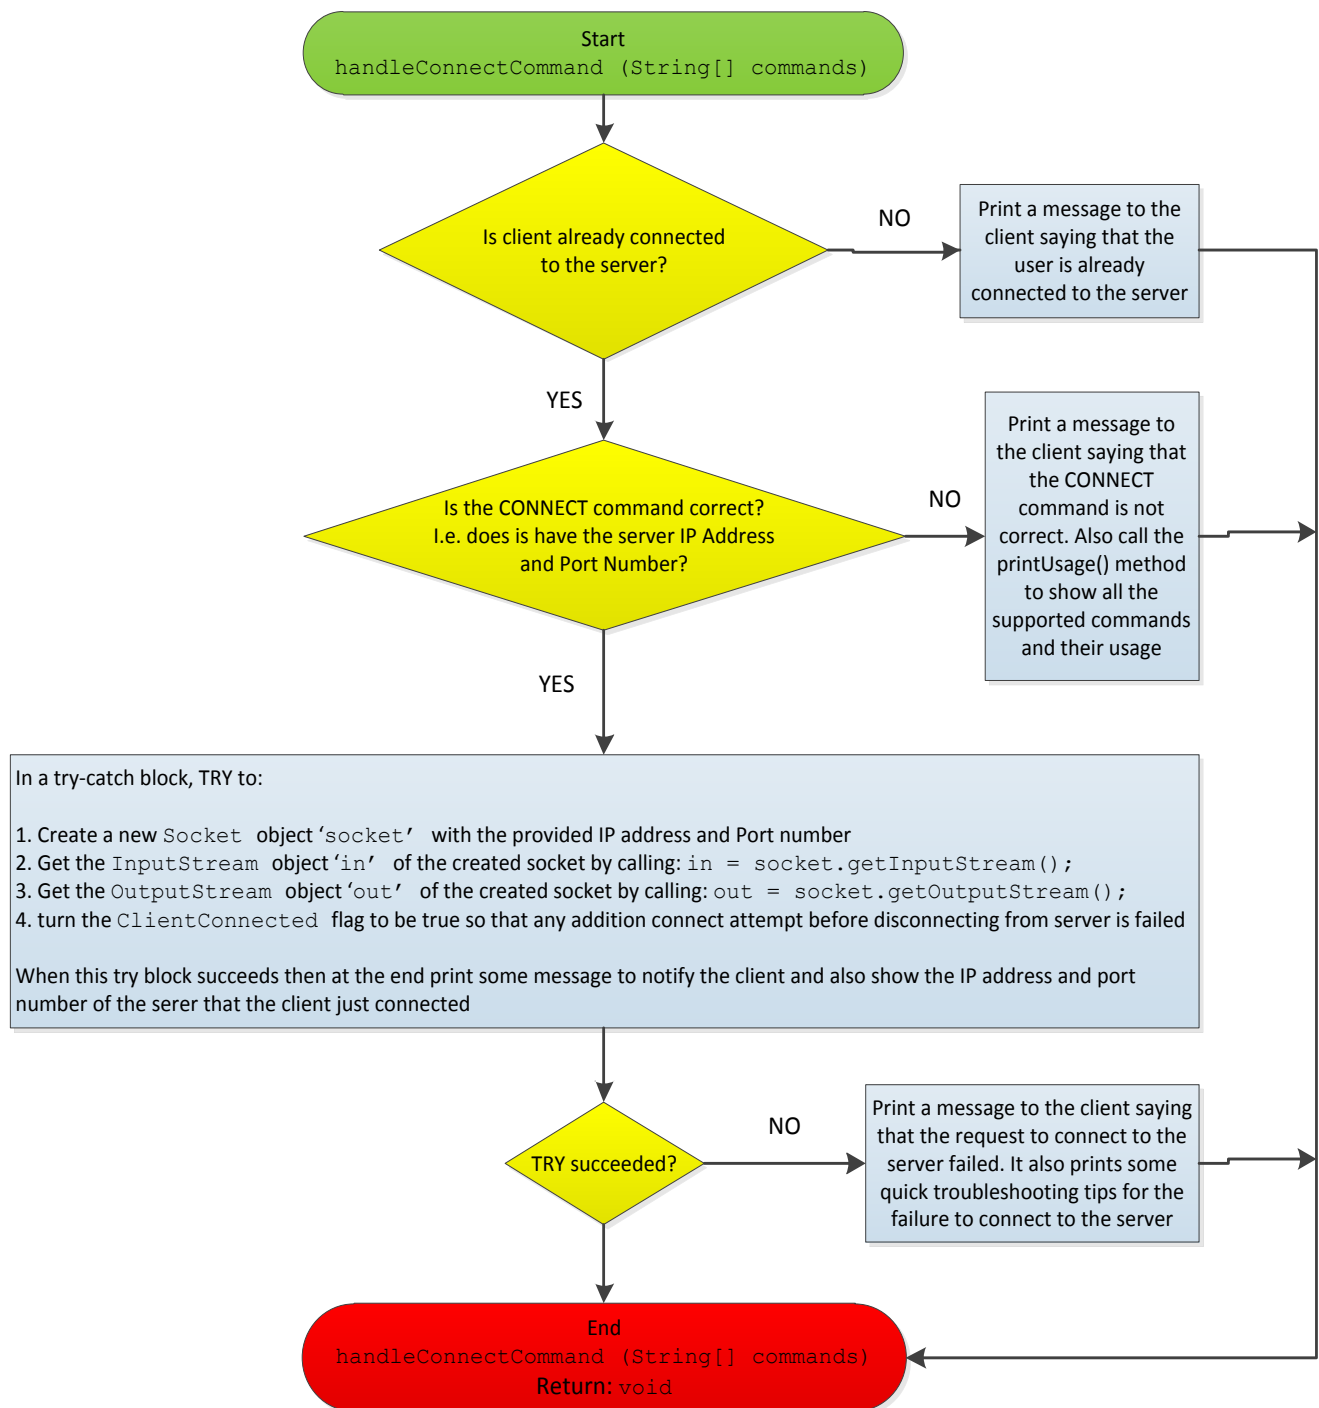 Start
handleConnectCommand (String[] commands)
Is client already connected
to the server?
NO
Print a message to the
client saying that the
user is already
connected to the server
YES
Is the CONNECT command correct?
I.e. does is have the server IP Address
and Port Number?
NO
Print a message to
the client saying that
the CONNECT
command is not
correct. Also call the
printUsage() method
to show all the
supported commands
and their usage
YES
In a try-catch block, TRY to:
1. Create a new Socket object ‘socket’ with the provided IP address and Port number
2. Get the InputStream object ‘in’ of the created socket by calling: in = socket.getInputStream();
3. Get the OutputStream object ‘out’ of the created socket by calling: out = socket.getOutputStream();
4. turn the ClientConnected flag to be true so that any addition connect attempt before disconnecting from server is failed
When this try block succeeds then at the end print some message to notify the client and also show the IP address and port
number of the serer that the client just connected
TRY succeeded?
NO
Print a message to the client saying
that the request to connect to the
server failed. It also prints some
quick troubleshooting tips for the
failure to connect to the server
End
handleConnectCommand (String[] commands)
Return: void